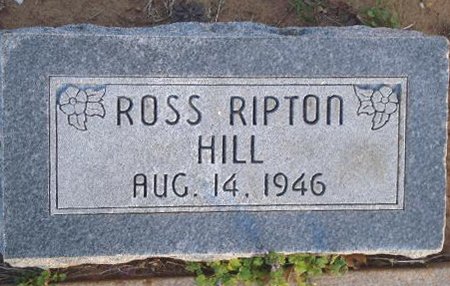 ROSS RIPTON
HILL
AUG. 14, 1946